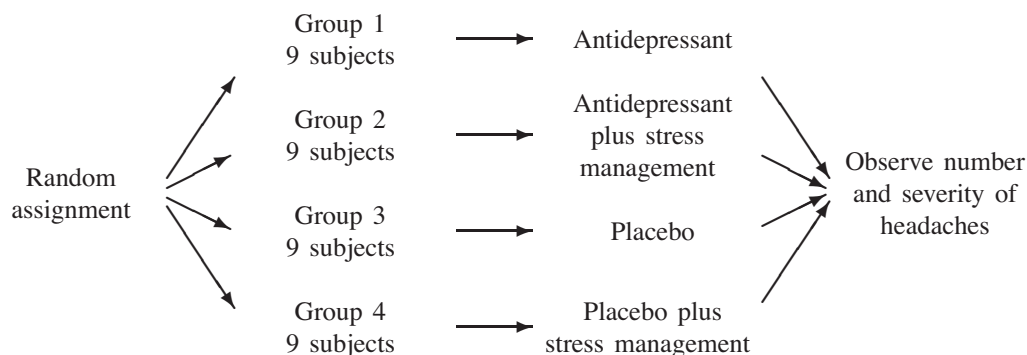 Random
assignment
Group 1
9 subjects
Antidepressant
Group 2
9 subjects
Antidepressant
plus stress
management
Group 3
9 subjects
Placebo
Group 4
9 subjects
Placebo plus
stress management
Observe number
and severity of
headaches